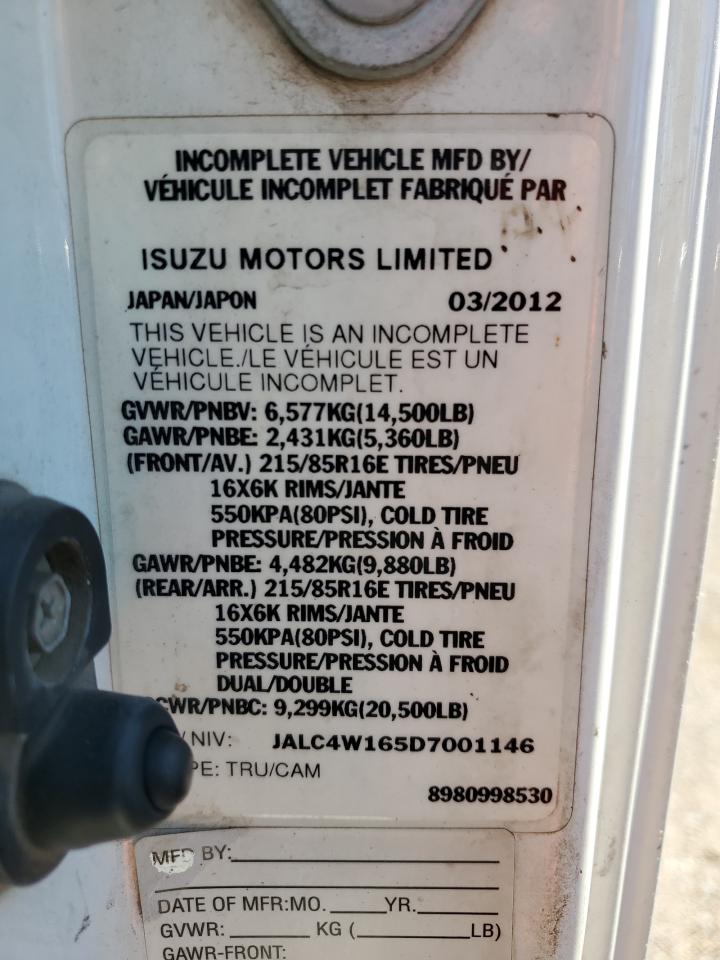 INCOMPLETE VEHICLE MFD BY/
VÉHICULE INCOMPLET FABRIQUÉ PAR
ISUZU MOTORS LIMITED
JAPAN/JAPON 03/2012
THIS VEHICLE IS AN INCOMPLETE
VEHICLE./LE VÉHICULE EST UN
VÉHICULE INCOMPLET.
GVWR/PNBV: 6,577KG(14,500LB)
GAWR/PNBE: 2,431KG(5,360LB)
(FRONT/AV.) 215/85R16E TIRES/PNEU
16X6K RIMS/JANTE
550KPA(80PSI), COLD TIRE
PRESSURE/PRESSION À FROID
GAWR/PNBE: 4,482KG(9,880LB)
(REAR/ARR.) 215/85R16E TIRES/PNEU
16X6K RIMS/JANTE
550KPA(80PSI), COLD TIRE
PRESSURE/PRESSION À FROID
DUAL/DOUBLE
CWR/PNBC: 9,299KG(20,500LB)
/NIV: JALC4W165D7001146
PE: TRU/CAM
8980998530
MFD BY:
DATE OF MFR:MO. YR.
GVWR: KG ( LB)
GAWR-FRONT: